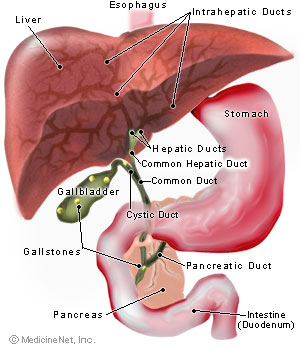 Esophagus
Liver
Intrahepatic Ducts
Stomach
Hepatic Ducts
Common Hepatic Duct
Gallbladder
Common Duct
Cystic Duct
Gallstones
Pancreatic Duct
Pancreas
Intestine
(Duodenum)
© MedicineNet, Inc.